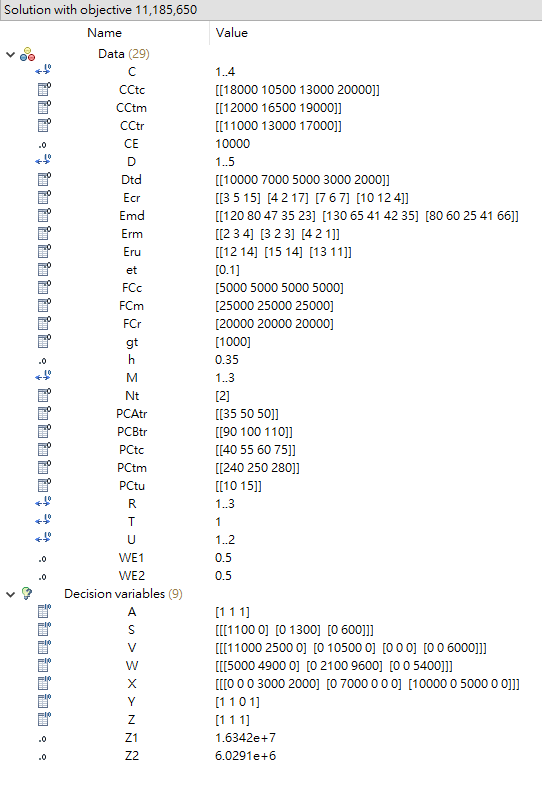 Solution with objective 11,185,650
Name Value
Data (29)
C 1..4
CCtc [[18000 10500 13000 20000]]
CCtm [[12000 16500 19000]]
CCtr [[11000 13000 17000]]
CE 10000
D 1..5
Dtd [[10000 7000 5000 3000 2000]]
Ecr [[3 5 15] [4 2 17] [7 6 7] [10 12 4]]
Emd [[120 80 47 35 23] [130 65 41 42 35] [80 60 25 41 66]]
Erm [[2 3 4] [3 2 3] [4 2 1]]
Eru [[12 14] [15 14] [13 11]]
et [0.1]
FCc [5000 5000 5000 5000]
FCm [25000 25000 25000]
FCr [20000 20000 20000]
gt [1000]
h 0.35
M 1..3
Nt [2]
PCAtr [[35 50 50]]
PCBtr [[90 100 110]]
PCtc [[40 55 60 75]]
PCtm [[240 250 280]]
PCtu [[10 15]]
R 1..3
T 1
U 1..2
WE1 0.5
WE2 0.5
Decision variables (9)
A [1 1 1]
S [[[1100 0] [0 1300] [0 600]]]
V [[[11000 2500 0] [0 10500 0] [0 0 0] [0 0 6000]]]
W [[[5000 4900 0] [0 2100 9600] [0 0 5400]]]
X [[[0 0 0 3000 2000] [0 7000 0 0 0] [10000 0 5000 0 0]]]
Y [1 1 0 1]
Z [1 1 1]
Z1 1.6342e+7
Z2 6.0291e+6